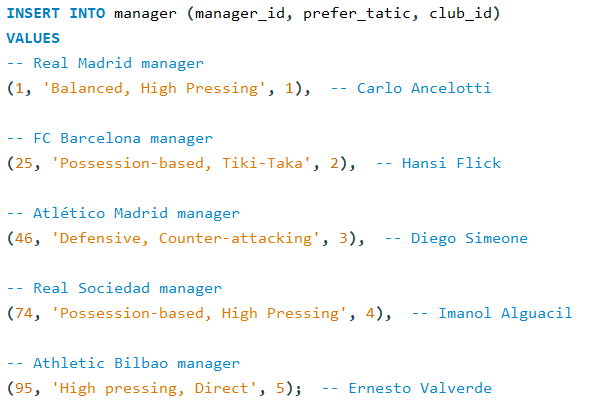 INSERT INTO manager (manager_id, prefer_tatic, club_id)
VALUES
-- Real Madrid manager
(1, 'Balanced, High Pressing', 1),  -- Carlo Ancelotti
-- FC Barcelona manager
(25, 'Possession-based, Tiki-Taka', 2),  -- Hansi Flick
-- Atlético Madrid manager
(46, 'Defensive, Counter-attacking', 3),  -- Diego Simeone
-- Real Sociedad manager
(74, 'Possession-based, High Pressing', 4),  -- Imanol Alguacil
-- Athletic Bilbao manager
(95, 'High pressing, Direct', 5);  -- Ernesto Valverde